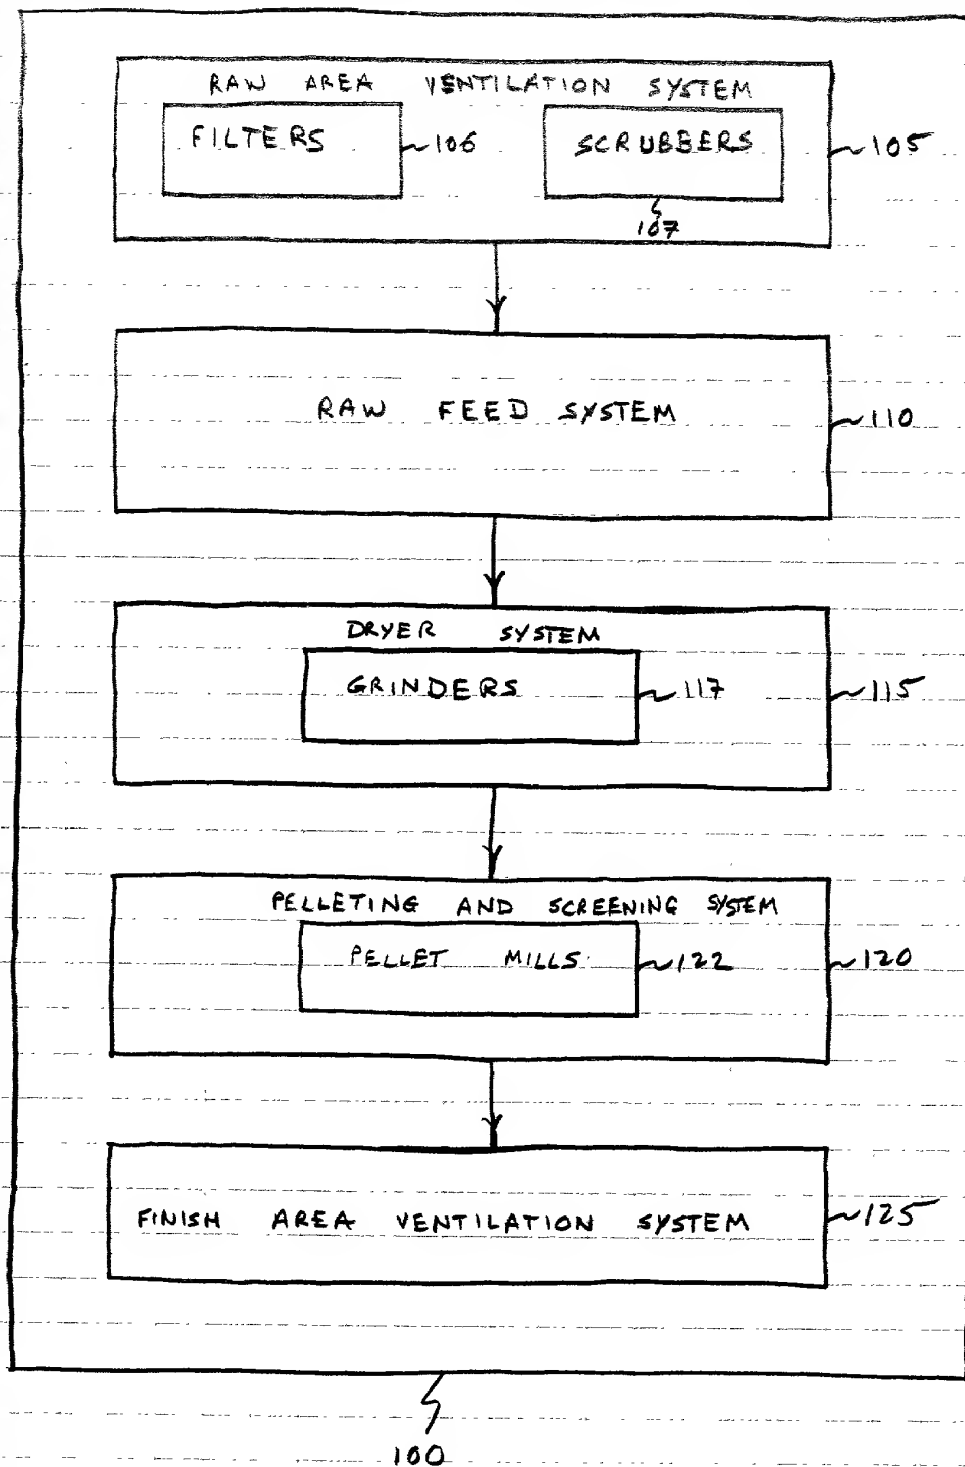 RAW AREA VENTILATION SYSTEM
FILTERS
106
SCRUBBERS
105
107
RAW FEED SYSTEM
110
DRYER SYSTEM
GRINDERS
117
115
PELLETING AND SCREENING SYSTEM
PELLET MILLS
122
120
FINISH AREA VENTILATION SYSTEM
125
100